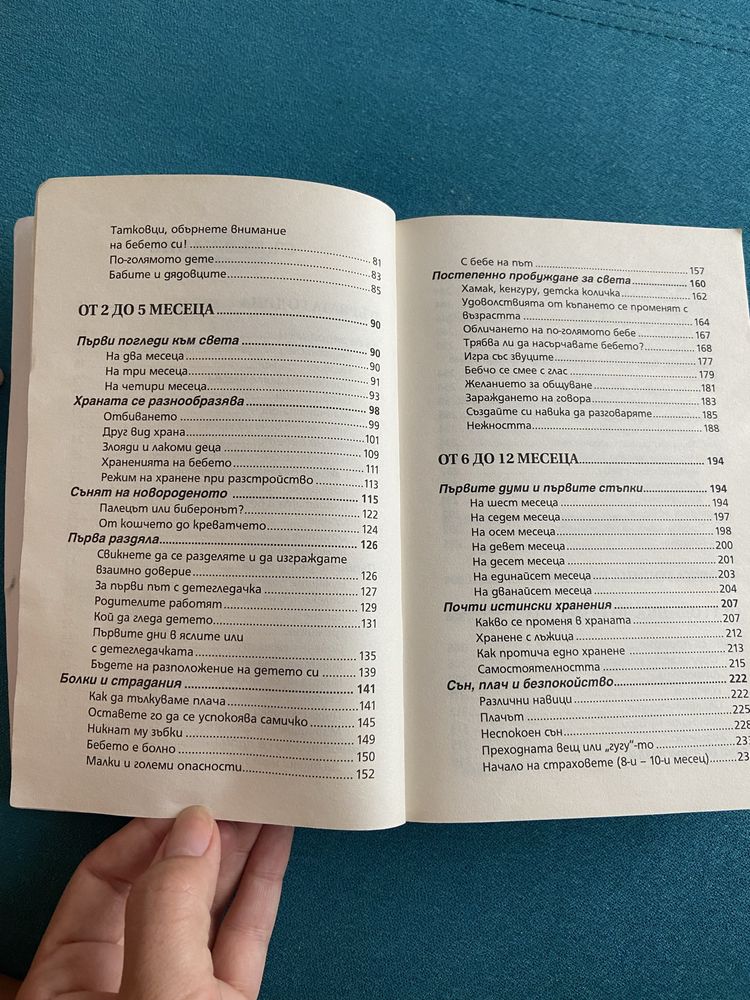 Татковци, обърнете внимание
на бебето си! 81
По-голямото дете 83
Бабите и дядовците 85
ОТ 2 ДО 5 МЕСЕЦА 90
Първи погледи към света 90
На два месеца 90
На три месеца 91
На четири месеца 93
Храната се разнообразява 98
Отбиването 99
Друг вид храна 101
Злояди и лакоми деца 109
Храненията на бебето 111
Режим на хранене при разстройство 113
Сънят на новороденото 115
Палецът или биберонът? 122
От кошчето до креватчето 124
Първа раздяла 126
Свикнете да се разделяте и да изграждате
взаимно доверие 126
За първи път с детегледачка 127
Родителите работят 129
Кой да гледа детето 131
Първите дни в яслите или
с детегледачката 135
Бъдете на разположение на детето си 139
Болки и страдания 141
Как да тълкуваме плача 141
Оставете го да се успокоява самичко 145
Никнат му зъбки 149
Бебето е болно 150
Малки и големи опасности 152
С бебе на път 157
Постепенно пробуждане за света 160
Хамак, кенгуру, детска количка 162
Удоволствията от къпането се променят с
възрастта 164
Обличането на по-голямото бебе 167
Трябва ли да насърчавате бебето? 168
Игра със звуците 177
Бебчо се смее с глас 179
Желанието за общуване 181
Зараждането на говора 183
Създайте си навика да разговаряте 185
Нежността 188
ОТ 6 ДО 12 МЕСЕЦА 194
Първите думи и първите стъпки 194
На шест месеца 194
На седем месеца 197
На осем месеца 198
На девет месеца 200
На десет месеца 201
На единайсет месеца 203
На дванайсет месеца 204
Почти истински хранения 207
Какво се променя в храната 207
Хранене с лъжица 212
Как протича едно хранене 213
Самостоятелността 215
Сън, плач и безпокойство 222
Различни навици 222
Плачът 225
Неспокоен сън 228
Преходната вещ или „гугу"-то
Начало на страховете (8-и – 10-и месец)